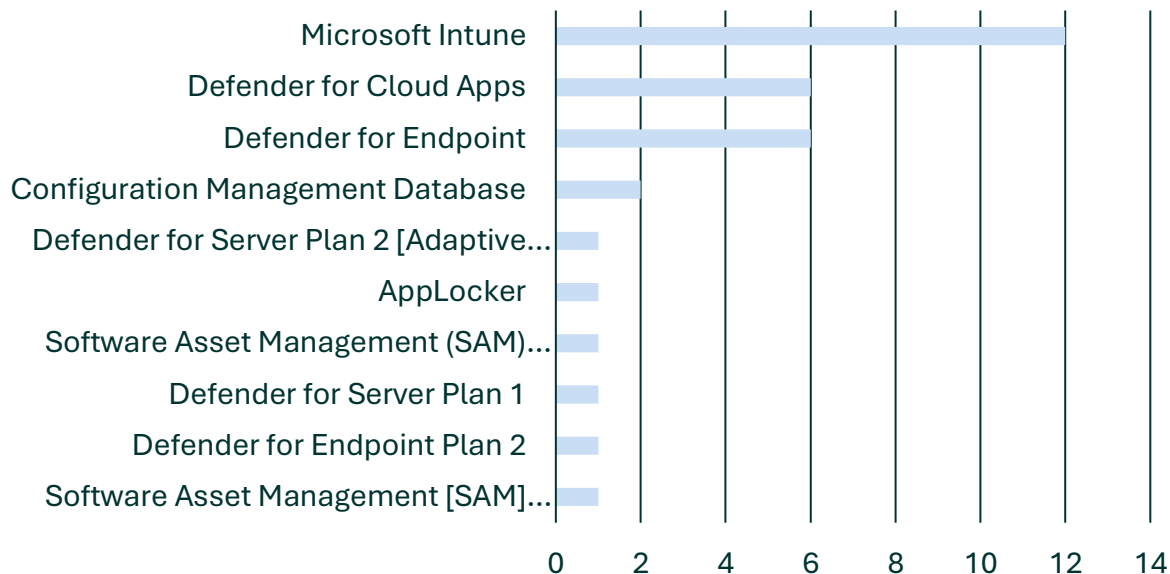 Microsoft Intune
Defender for Cloud Apps
Defender for Endpoint
Configuration Management Database
Defender for Server Plan 2 [Adaptive...
AppLocker
Software Asset Management (SAM)...
Defender for Server Plan 1
Defender for Endpoint Plan 2
Software Asset Management [SAM]...
0 2 4 6 8 10 12 14